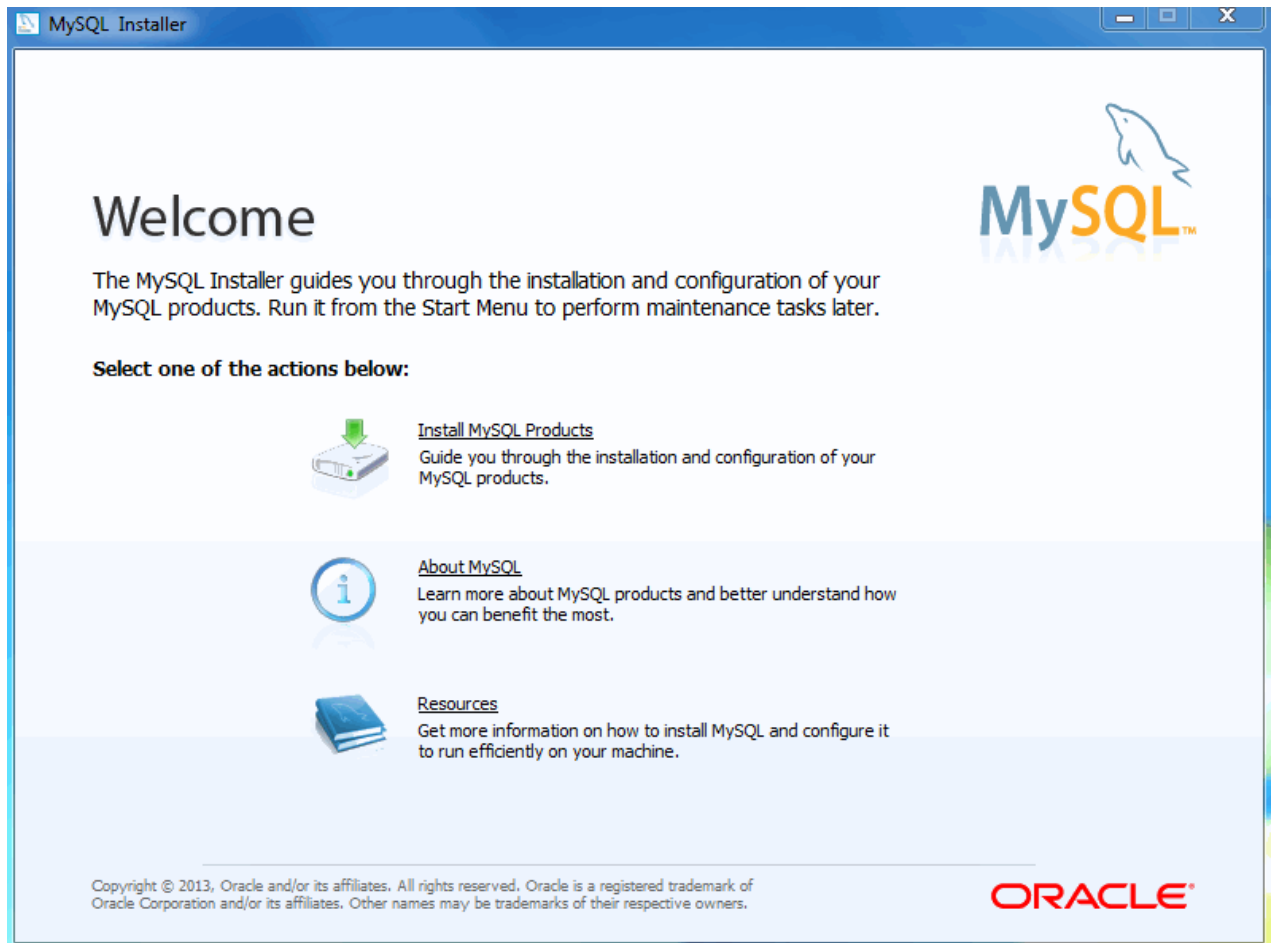 MySQL Installer
MySQL™
Welcome
The MySQL Installer guides you through the installation and configuration of your
MySQL products. Run it from the Start Menu to perform maintenance tasks later.
Select one of the actions below:
Install MySQL Products
Guide you through the installation and configuration of your
MySQL products.
About MySQL
Learn more about MySQL products and better understand how
you can benefit the most.
Resources
Get more information on how to install MySQL and configure it
to run efficiently on your machine.
Copyright © 2013, Oracle and/or its affiliates. All rights reserved. Oracle is a registered trademark of
Oracle Corporation and/or its affiliates. Other names may be trademarks of their respective owners.
ORACLE®